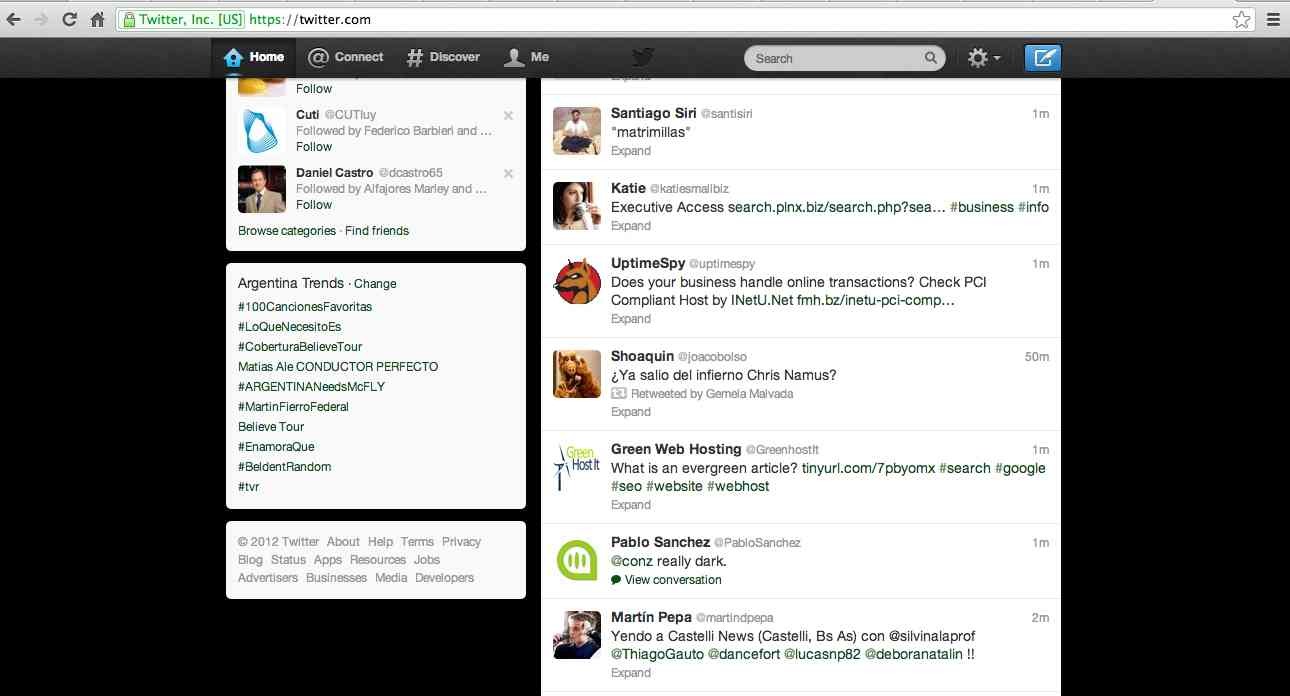 Twitter, Inc. [US] https://twitter.com
Home
Connect
# Discover
Me
Search
Follow
Cuti @CUTIuy
Followed by Federico Barbieri and ...
Follow
Daniel Castro @dcastro65
Followed by Alfajores Marley and ...
Follow
Browse categories · Find friends
Argentina Trends · Change
#100CancionesFavoritas
#LoQueNecesitoEs
#CoberturaBelieveTour
Matias Ale CONDUCTOR PERFECTO
#ARGENTINANeedsMcFLY
#MartinFierroFederal
Believe Tour
#EnamoraQue
#BeldentRandom
#tvr
© 2012 Twitter About Help Terms Privacy
Blog Status Apps Resources Jobs
Advertisers Businesses Media Developers
Expand
Santiago Siri @santisiri 1m
"matrimillas"
Expand
Katie @katiesmallbiz 1m
Executive Access search.plnx.biz/search.php?sea... #business #info
Expand
UptimeSpy @uptimespy 1m
Does your business handle online transactions? Check PCI
Compliant Host by INetU.Net fmh.bz/inetu-pci-comp...
Expand
Shoaquin @joacobolso 50m
¿Ya salio del infierno Chris Namus?
Retweeted by Gemela Malvada
Expand
Green
Host It
Green Web Hosting @GreenhostIt 1m
What is an evergreen article? tinyurl.com/7pbyomx #search #google
#seo #website #webhost
Expand
Pablo Sanchez @PabloSanchez 1m
@conz really dark.
View conversation
Martín Pepa @martindpepa 2m
Yendo a Castelli News (Castelli, Bs As) con @silvinalaprof
@ThiagoGauto @dancefort @lucasnp82 @deboranatalin !!
Expand